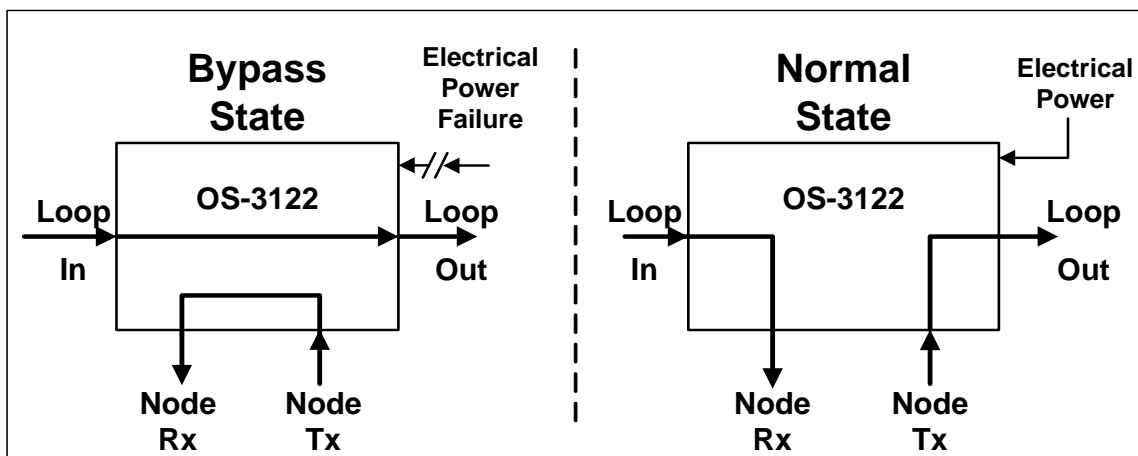 Bypass
State
Electrical
Power
Failure
OS-3122
Loop
In
Loop
Out
Node
Rx
Node
Tx
Normal
State
Electrical
Power
OS-3122
Loop
In
Loop
Out
Node
Rx
Node
Tx